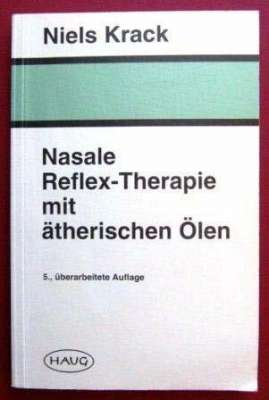 Niels Krack
Nasale
Reflex-Therapie
mit
ätherischen Ölen
5., überarbeitete Auflage
HAUG